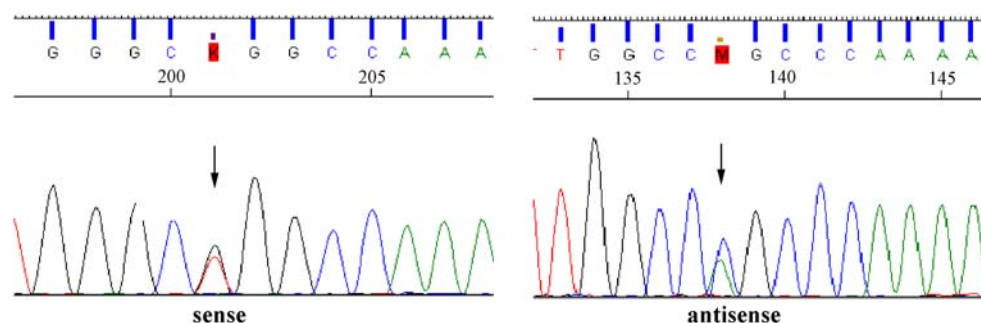 G G G C K G G C C A A A
200 205
sense
T G G C C M G C C C A A A A
135 140 145
antisense